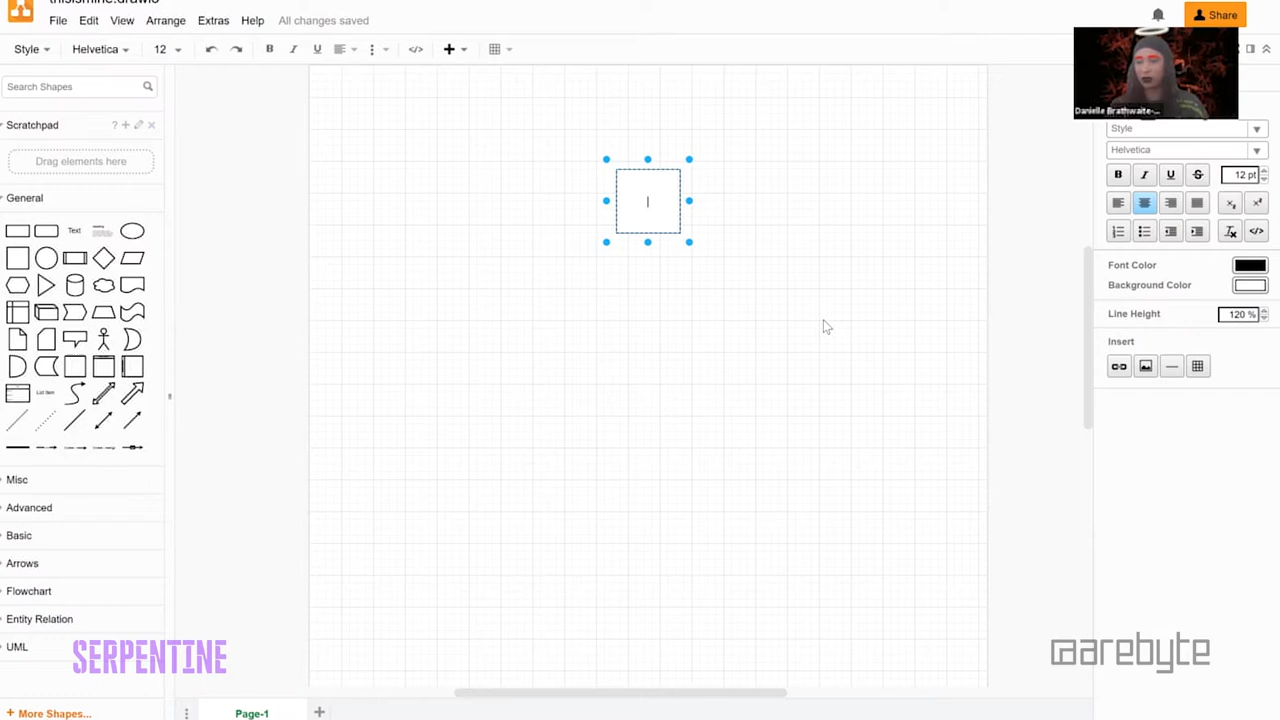 thisismine.drawio
File Edit View Arrange Extras Help All changes saved
Share
Style Helvetica 12 B I U </>
Search Shapes
Danielle Brathwaite-...
Scratchpad ?
Style
Drag elements here
Helvetica
B I U S 12 pt
General
Text
Font Color
Background Color
Line Height 120 %
Insert
List Item
Misc
Advanced
Basic
Arrows
Flowchart
Entity Relation
UML
SERPENTINE
@arebyte
+ More Shapes...
Page-1